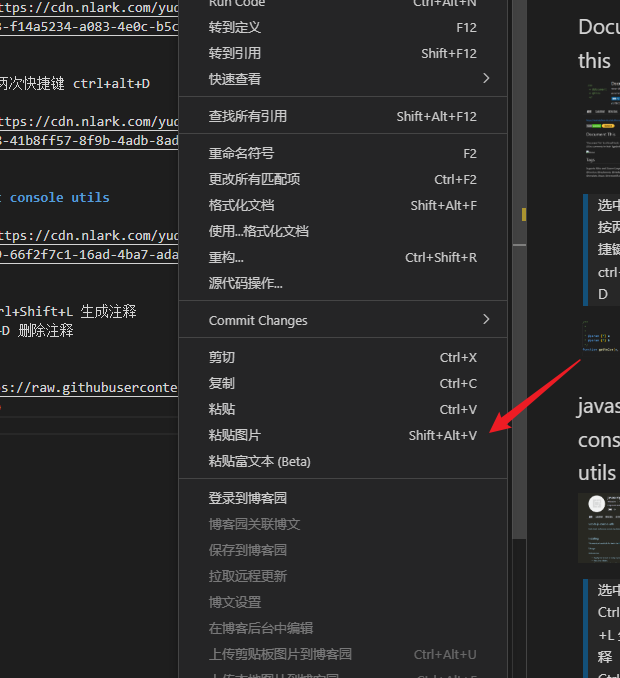 Run Code Ctrl+Alt+N
转到定义 F12
转到引用 Shift+F12
快速查看
查找所有引用 Shift+Alt+F12
重命名符号 F2
更改所有匹配项 Ctrl+F2
格式化文档 Shift+Alt+F
使用...格式化文档
重构... Ctrl+Shift+R
源代码操作...
Commit Changes
剪切 Ctrl+X
复制 Ctrl+C
粘贴 Ctrl+V
粘贴图片 Shift+Alt+V
粘贴富文本 (Beta)
登录到博客园
博客园关联博文
保存到博客园
拉取远程更新
博文设置
在博客后台中编辑
上传剪贴板图片到博客园 Ctrl+Alt+U
ttps://cdn.nlark.com/yud
-f14a5234-a083-4e0c-b5c
两次快捷键 ctrl+alt+D
ttps://cdn.nlark.com/yud
-41b8ff57-8f9b-4adb-8ad
console utils
ttps://cdn.nlark.com/yud
-66f2f7c1-16ad-4ba7-ada
rl+Shift+L 生成注释
+D 删除注释
ps://raw.githubuserconte
Docu
this
Document This
Tags
选中
按两
捷键
ctrl+
D
javas
cons
utils
选中
Ctrl
+L 生
释